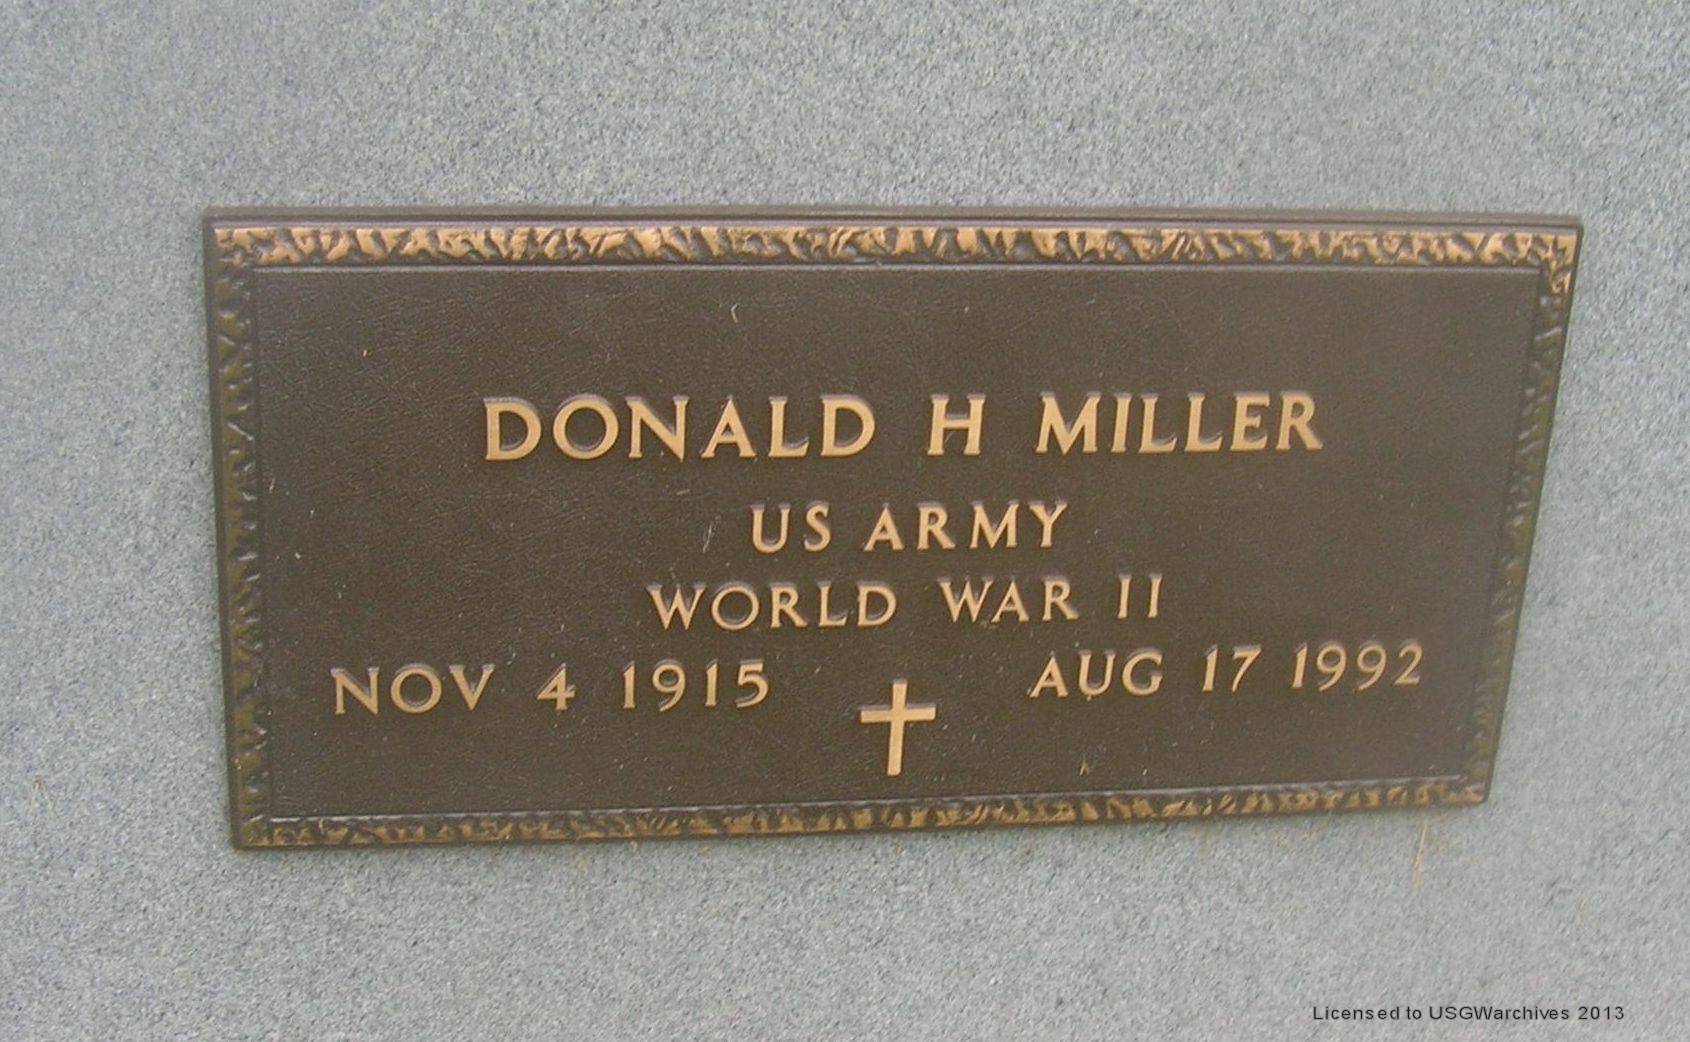 DONALD H MILLER
US ARMY
WORLD WAR II
NOV 4 1915 AUG 17 1992
Licensed to USGWarchives 2013